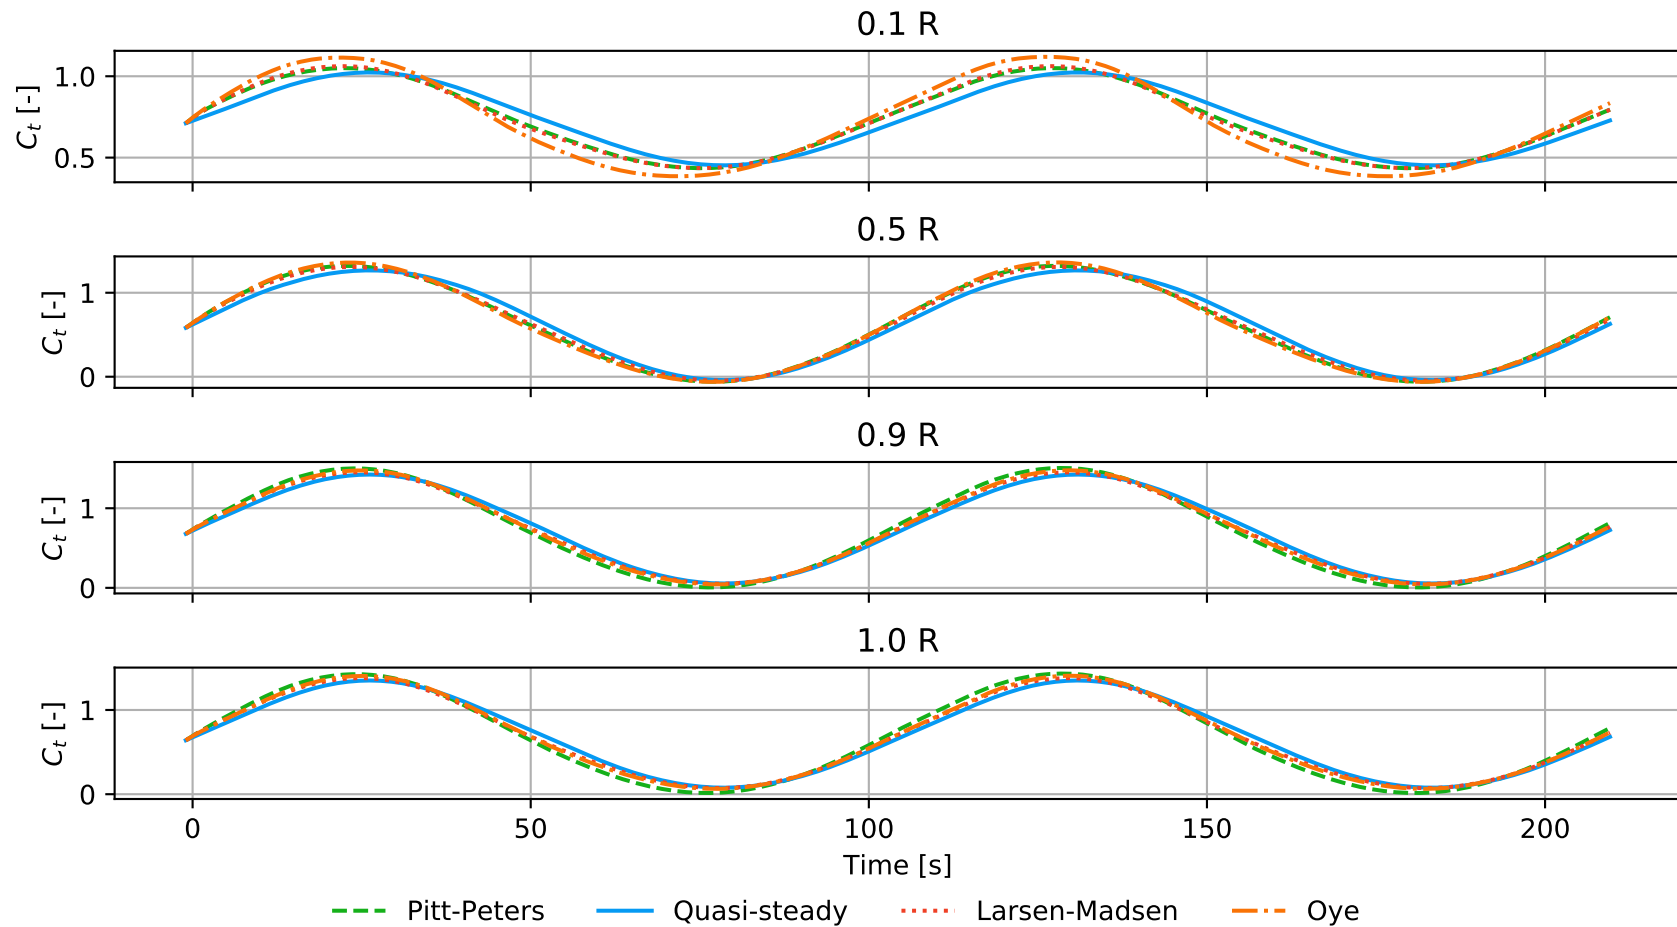 0.1 R
C_t [-]
1.0
0.5
0.5 R
C_t [-]
1
0
0.9 R
C_t [-]
1
0
1.0 R
C_t [-]
1
0
0 50 100 150 200
Time [s]
Pitt-Peters Quasi-steady Larsen-Madsen Oye